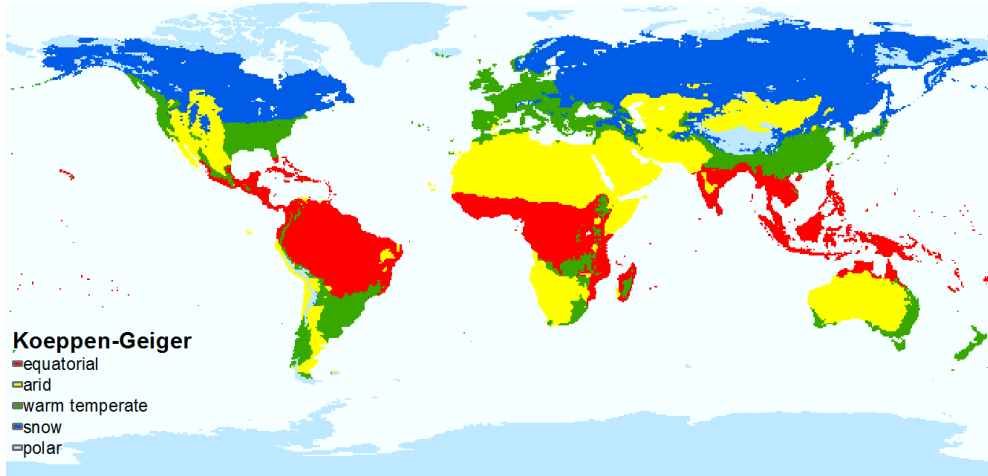 Koeppen-Geiger
equatorial
arid
warm temperate
snow
polar